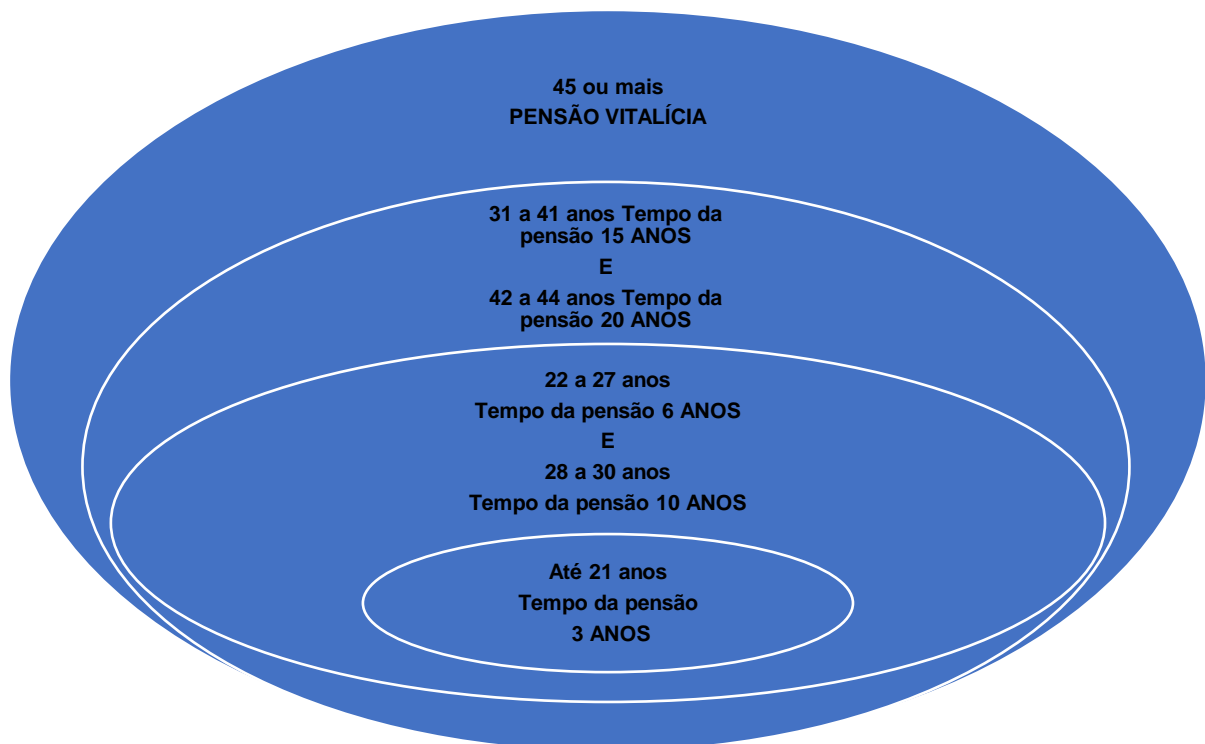 45 ou mais
PENSÃO VITALÍCIA
31 a 41 anos Tempo da
pensão 15 ANOS
E
42 a 44 anos Tempo da
pensão 20 ANOS
22 a 27 anos
Tempo da pensão 6 ANOS
E
28 a 30 anos
Tempo da pensão 10 ANOS
Até 21 anos
Tempo da pensão
3 ANOS